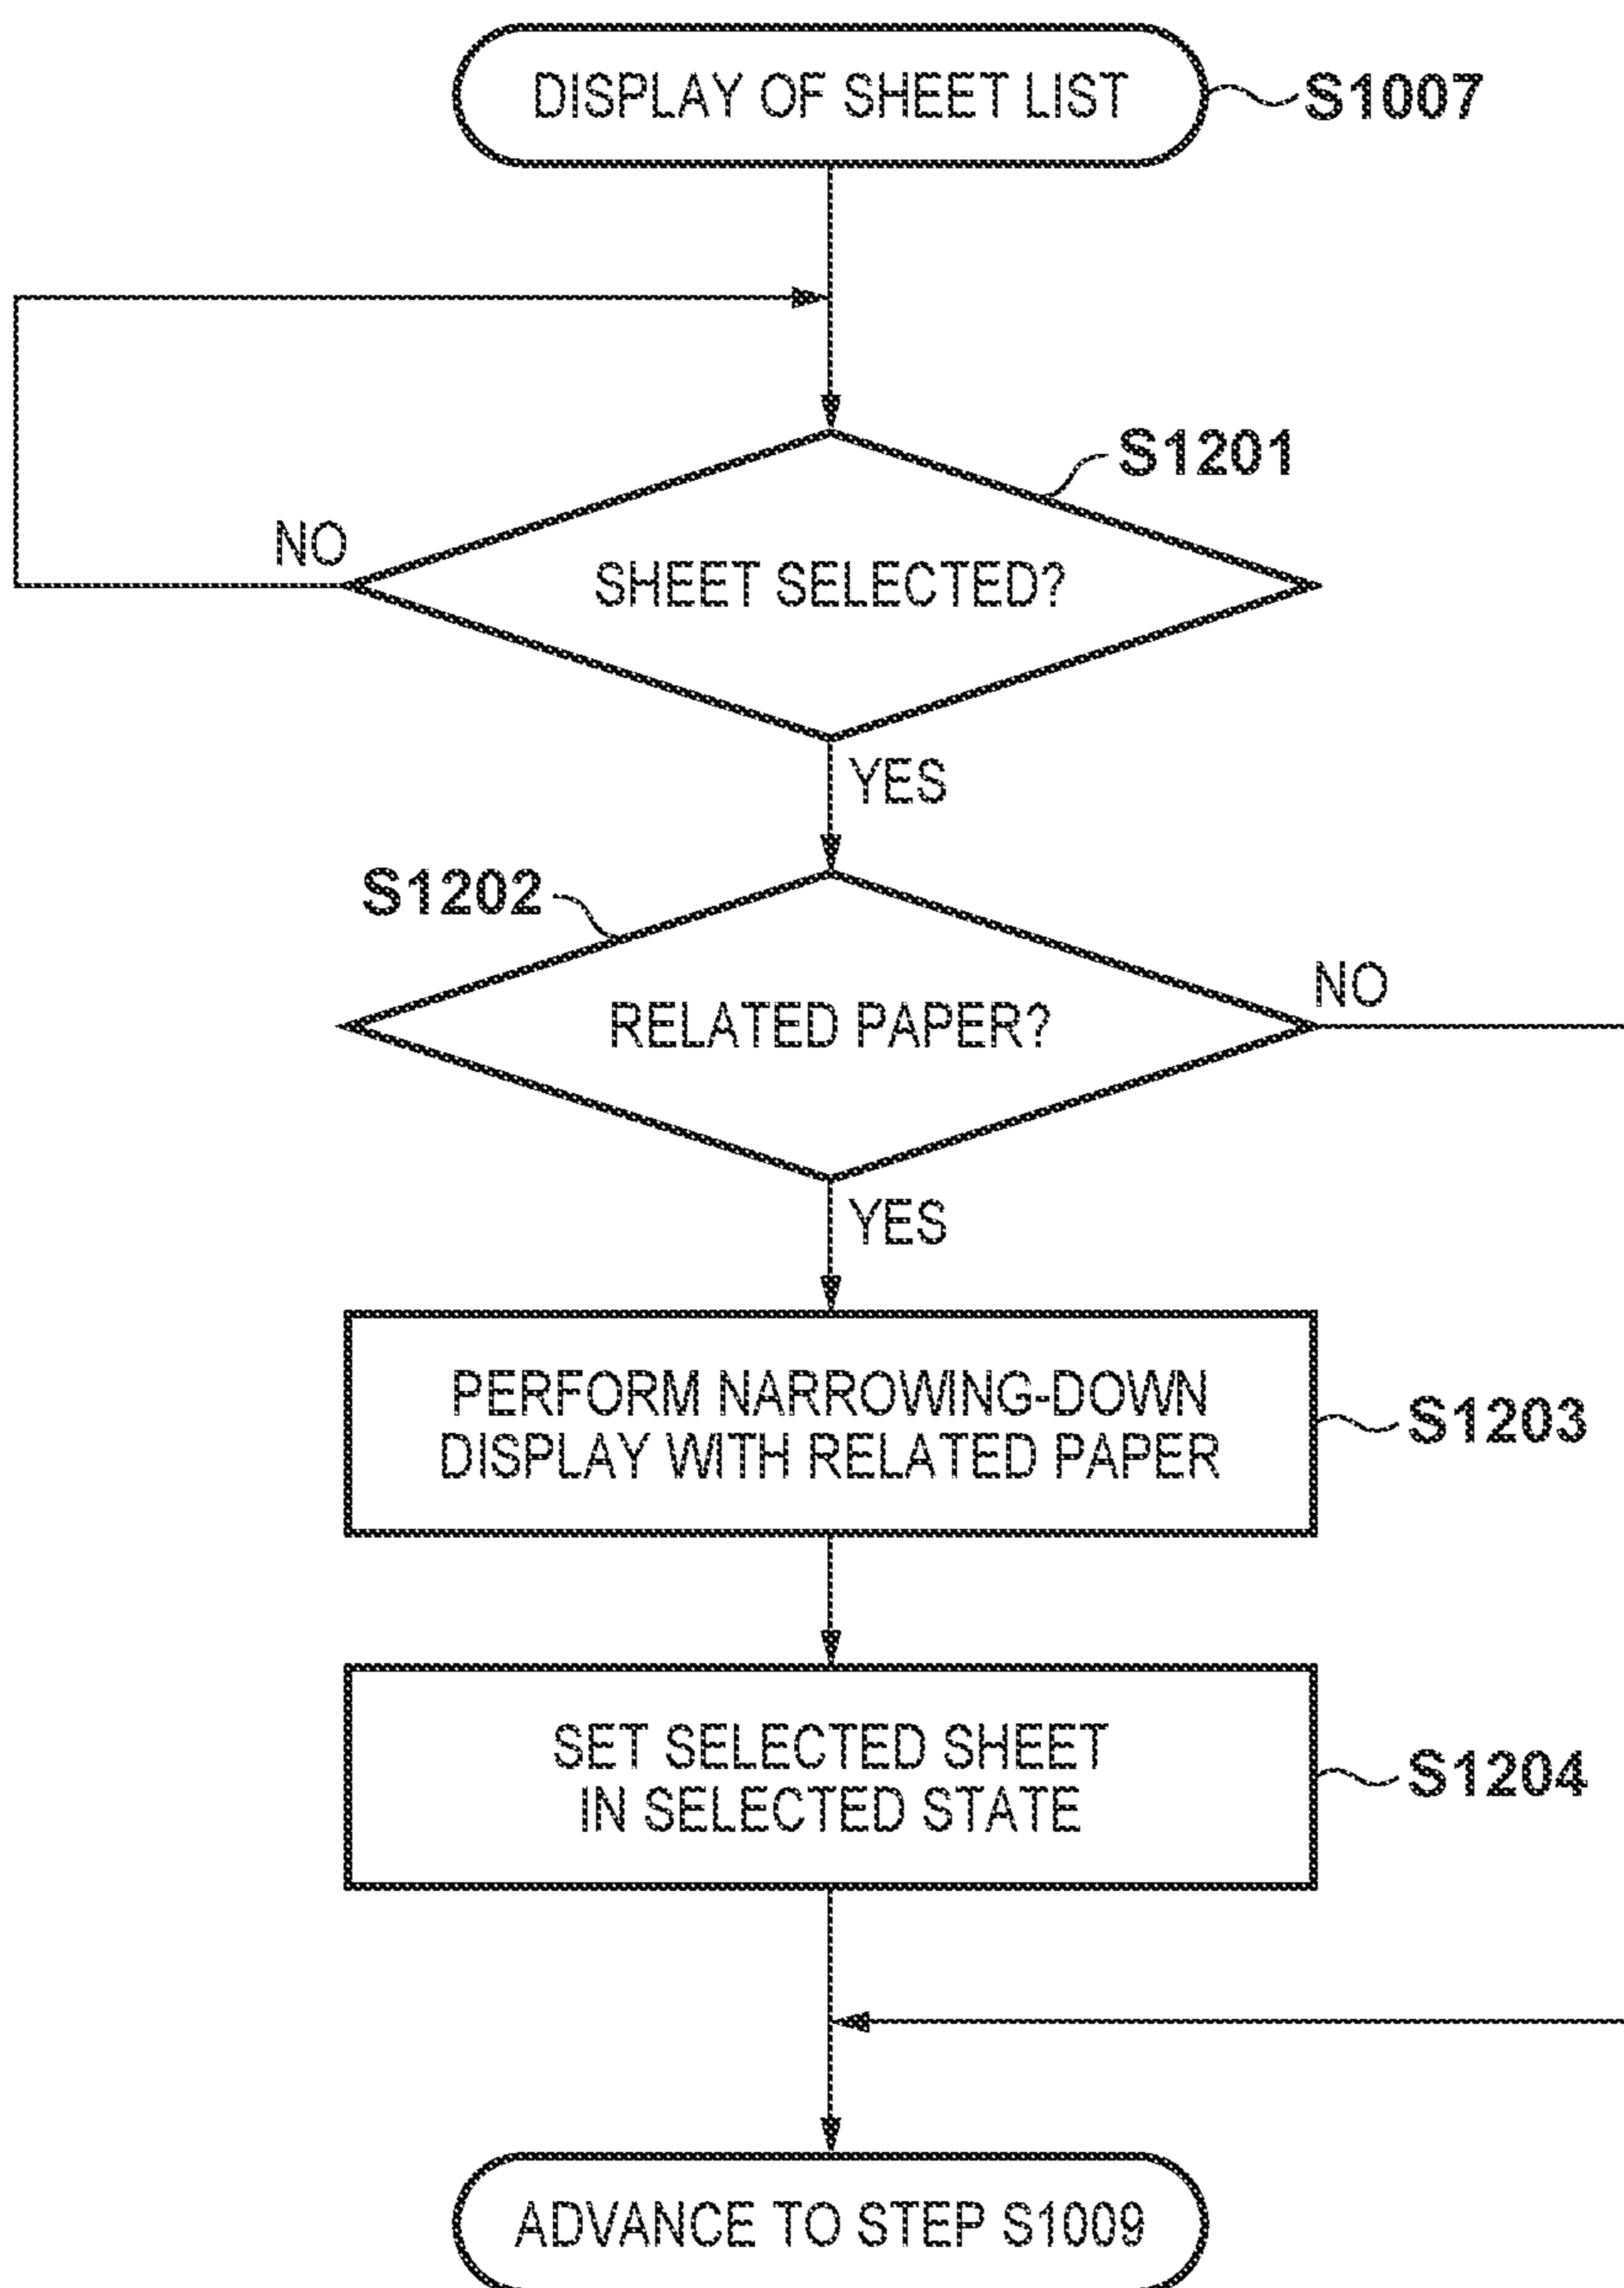 DISPLAY OF SHEET LIST
S1007
S1201
NO
SHEET SELECTED?
YES
S1202
NO
RELATED PAPER?
YES
PERFORM NARROWING-DOWN
DISPLAY WITH RELATED PAPER
S1203
SET SELECTED SHEET
IN SELECTED STATE
S1204
ADVANCE TO STEP S1009